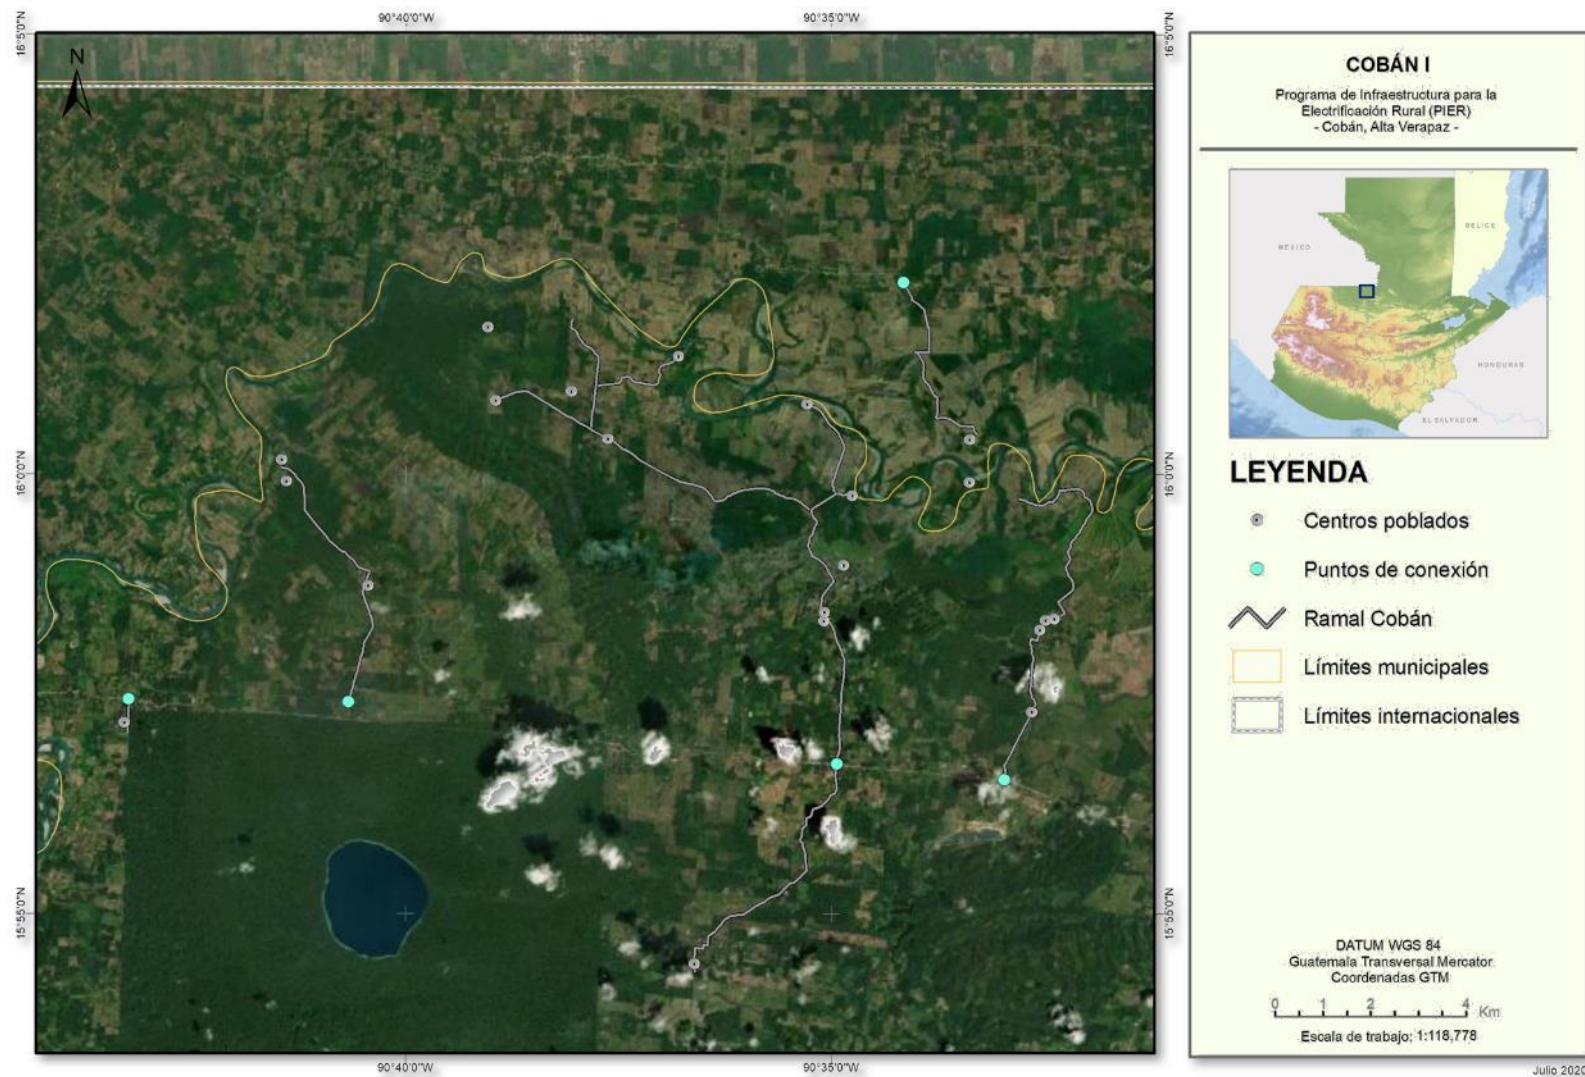 90°40'0"W
90°35'0"W
16°5'0"N
16°5'0"N
N
16°0'0"N
16°0'0"N
15°55'0"N
15°55'0"N
90°40'0"W
90°35'0"W
COBÁN I
Programa de Infraestructura para la
Electrificación Rural (PIER)
- Cobán, Alta Verapaz -
MÉXICO
BELICE
HONDURAS
EL SALVADOR
LEYENDA
Centros poblados
Puntos de conexión
Ramal Cobán
Límites municipales
Límites internacionales
DATUM WGS 84
Guatemala Transversal Mercator
Coordenadas GTM
0 1 2 4 Km
Escala de trabajo: 1:118,778
Julio 2020